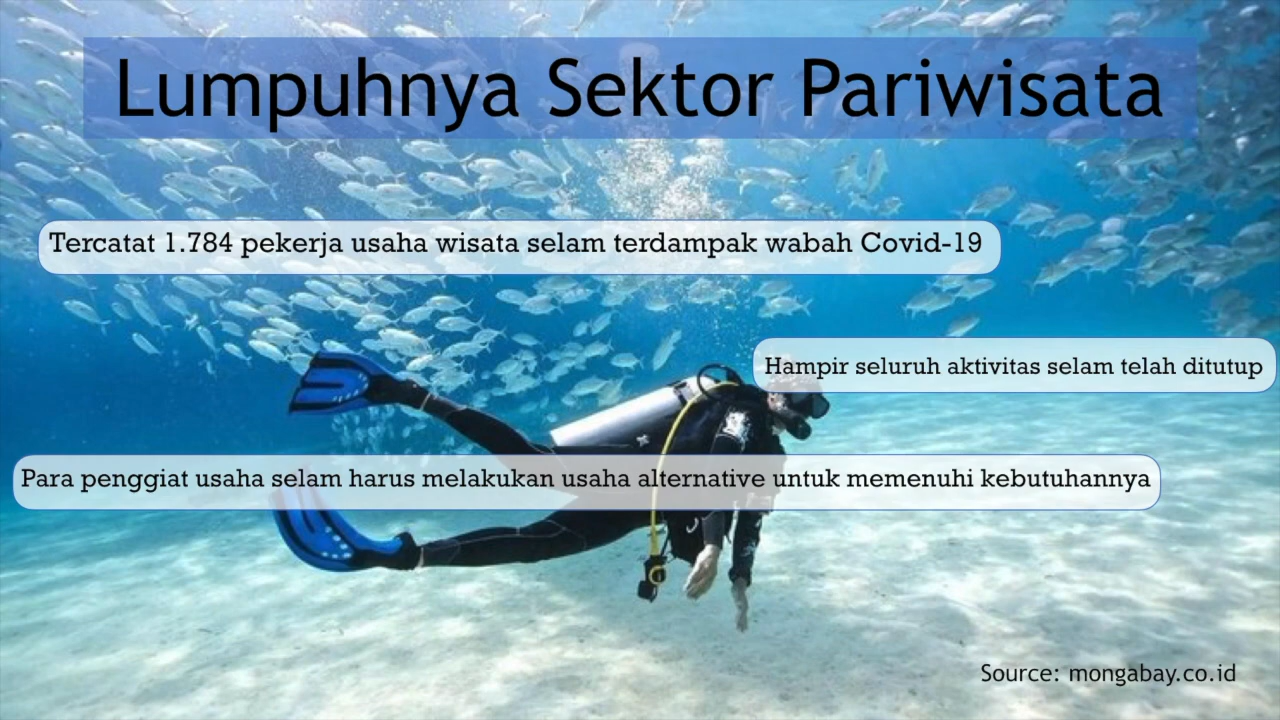 Lumpuhnya Sektor Pariwisata
Tercatat 1.784 pekerja usaha wisata selam terdampak wabah Covid-19
Hampir seluruh aktivitas selam telah ditutup
Para penggiat usaha selam harus melakukan usaha alternative untuk memenuhi kebutuhannya
Source: mongabay.co.id